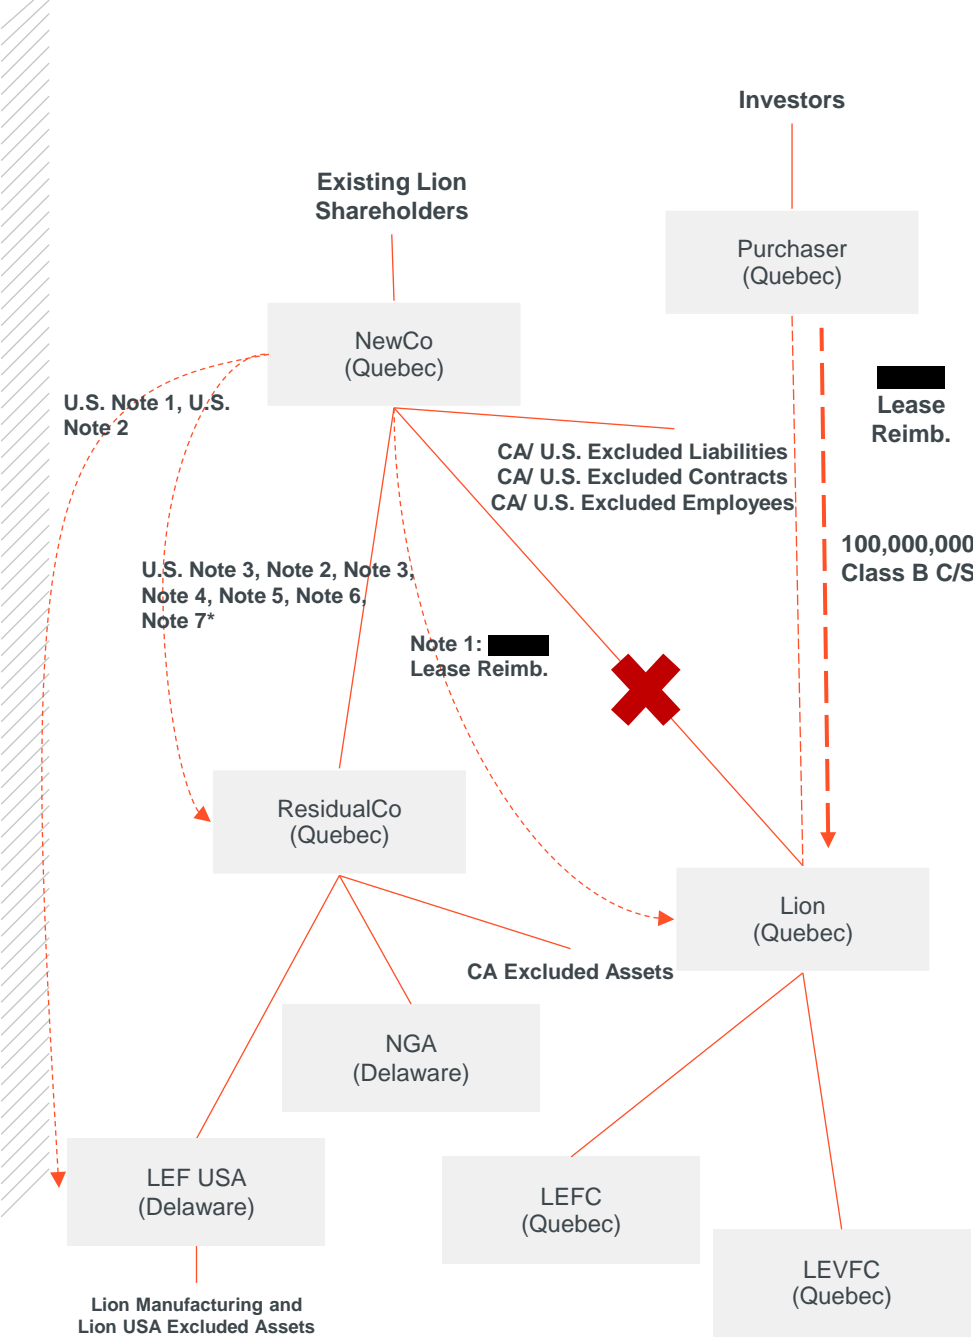 Investors
Existing Lion
Shareholders
Purchaser
(Quebec)
NewCo
(Quebec)
Lease
Reimb.
U.S. Note 1, U.S.
Note 2
CA/ U.S. Excluded Liabilities
CA/ U.S. Excluded Contracts
CA/ U.S. Excluded Employees
100,000,000
Class B C/S
U.S. Note 3, Note 2, Note 3,
Note 4, Note 5, Note 6,
Note 7*
Note 1:
Lease Reimb.
ResidualCo
(Quebec)
Lion
(Quebec)
CA Excluded Assets
NGA
(Delaware)
LEF USA
(Delaware)
LEFC
(Quebec)
LEVFC
(Quebec)
Lion Manufacturing and
Lion USA Excluded Assets